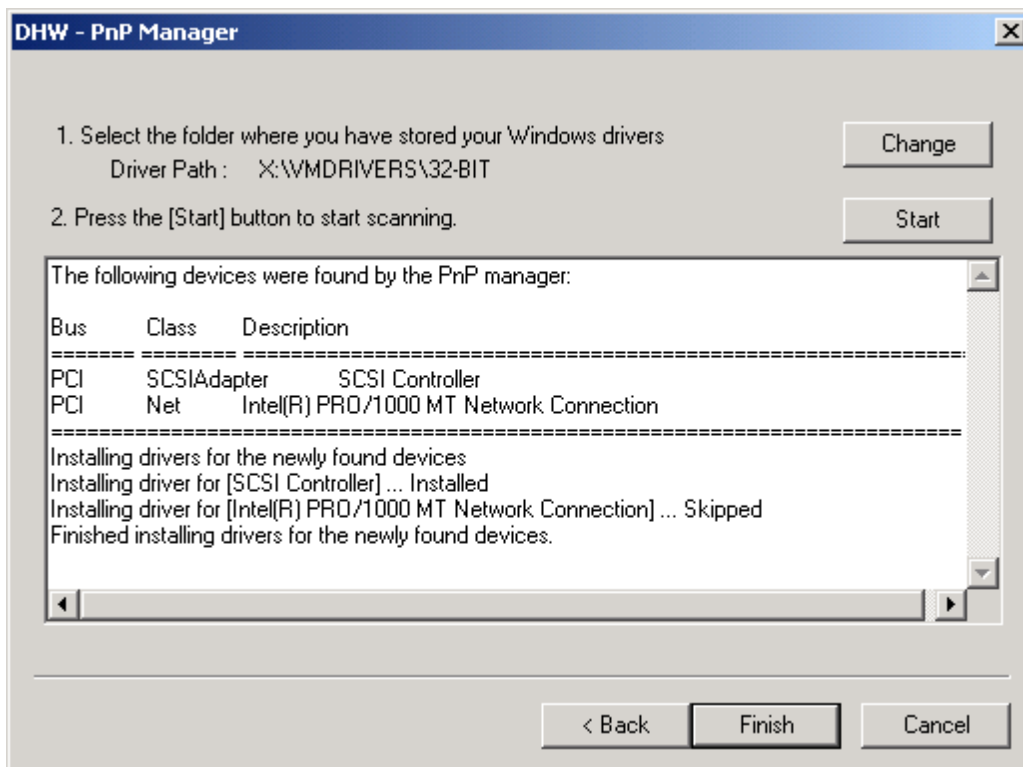 DHW - PnP Manager
1. Select the folder where you have stored your Windows drivers
Change
Driver Path : X:\VMDRIVERS\32-BIT
2. Press the [Start] button to start scanning.
Start
The following devices were found by the PnP manager:
Bus Class Description
======= ======== ============================================================
PCI SCSIAdapter SCSI Controller
PCI Net Intel(R) PRO/1000 MT Network Connection
============================================================================
Installing drivers for the newly found devices
Installing driver for [SCSI Controller] ... Installed
Installing driver for [Intel(R) PRO/1000 MT Network Connection] ... Skipped
Finished installing drivers for the newly found devices.
< Back
Finish
Cancel